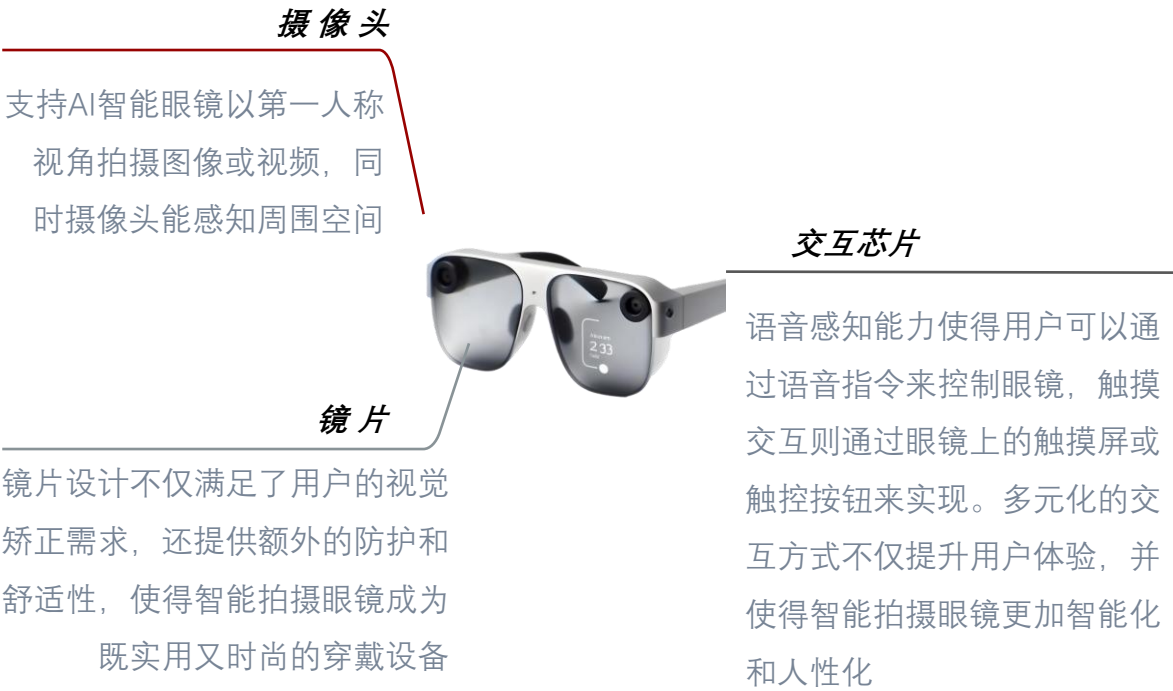 摄像头
支持AI智能眼镜以第一人称
视角拍摄图像或视频，同
时摄像头能感知周围空间
镜片
镜片设计不仅满足了用户的视觉
矫正需求，还提供额外的防护和
舒适性，使得智能拍摄眼镜成为
既实用又时尚的穿戴设备
交互芯片
语音感知能力使得用户可以通
过语音指令来控制眼镜，触摸
交互则通过眼镜上的触摸屏或
触控按钮来实现。多元化的交
互方式不仅提升用户体验，并
使得智能拍摄眼镜更加智能化
和人性化
2 33